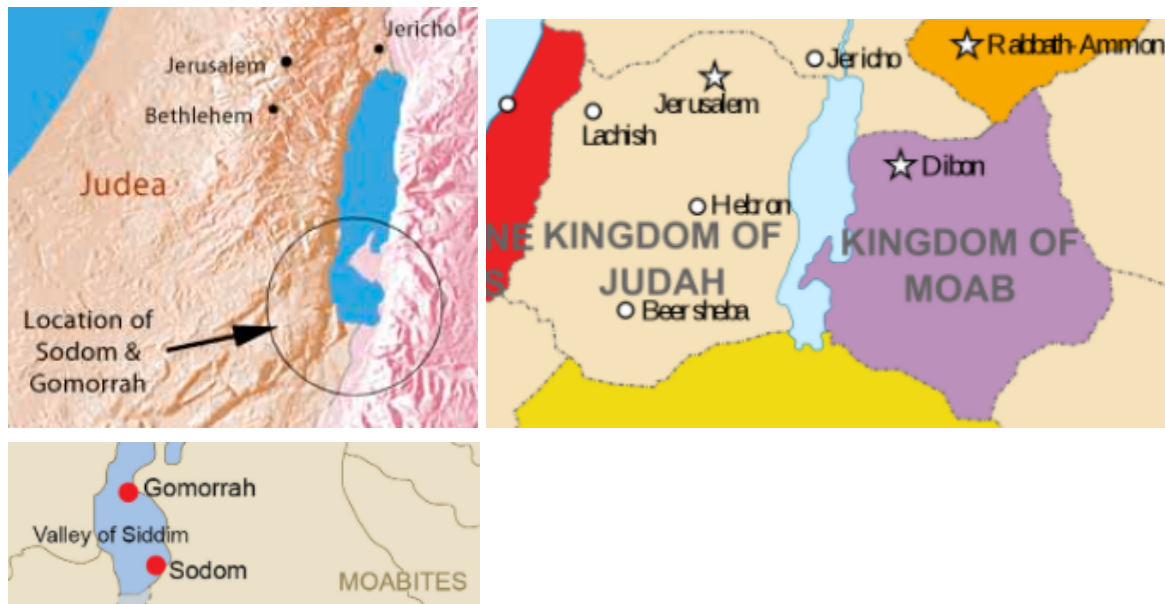 Jericho
Jerusalem
Bethlehem
Judea
Location of
Sodom &
Gomorrah
Rabbath-Ammon
Jericho
Jerusalem
Lachish
Dibon
Hebron
NE
S
KINGDOM OF
JUDAH
KINGDOM OF
MOAB
Beersheba
Gomorrah
Valley of Siddim
Sodom
MOABITES